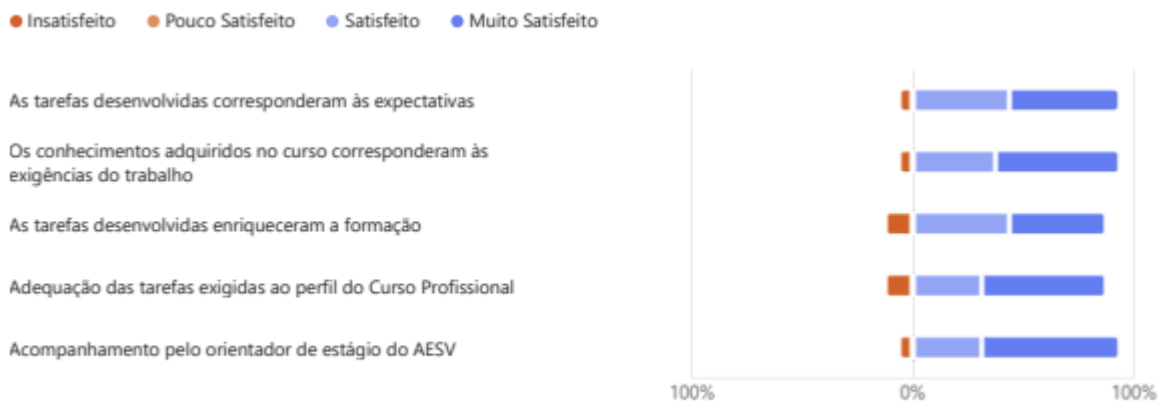 Insatisfeito Pouco Satisfeito Satisfeito Muito Satisfeito
As tarefas desenvolvidas corresponderam às expectativas
Os conhecimentos adquiridos no curso corresponderam às
exigências do trabalho
As tarefas desenvolvidas enriqueceram a formação
Adequação das tarefas exigidas ao perfil do Curso Profissional
Acompanhamento pelo orientador de estágio do AESV
100% 0% 100%